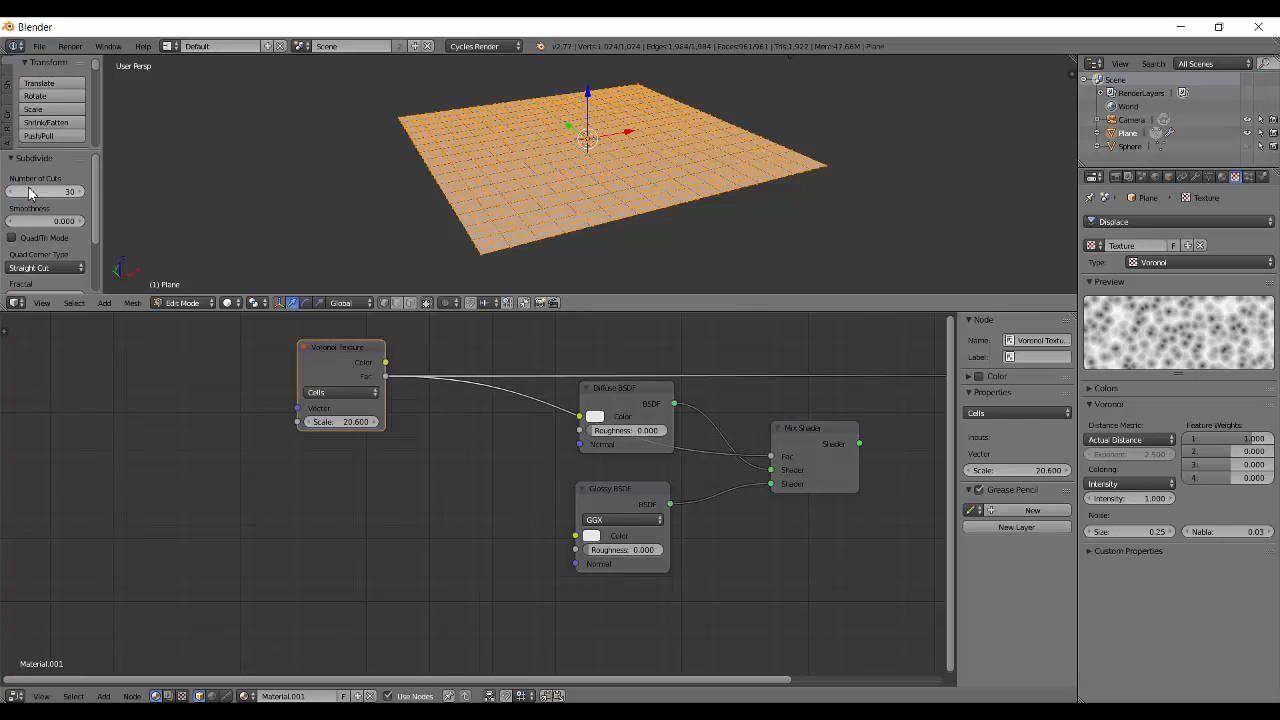 Blender
File Render Window Help Default Scene 2 Cycles Render v2.77 | Verts:1,024/1,024 | Edges:1,984/1,984 | Faces:961/961 | Tris:1,922 | Mem:47.66M | Plane
Transform
Translate
Rotate
Scale
Shrink/Fatten
Push/Pull
Subdivide
Number of Cuts
30
Smoothness
0.000
Quad/Tri Mode
Quad Corner Type
Straight Cut
Fractal
User Persp
(1) Plane
View Select Add Mesh Edit Mode Global
View Search All Scenes
Scene
RenderLayers
World
Camera
Plane
Sphere
Plane Texture
Displace
Texture F
Type: Voronoi
Preview
Colors
Voronoi
Distance Metric: Feature Weights:
Actual Distance 1: 1.000
Exponent: 2.500 2: 0.000
Coloring: 3: 0.000
Intensity 4: 0.000
Intensity: 1.000
Noise:
Size: 0.25 Nabla: 0.03
Custom Properties
Voronoi Texture
Color
Fac
Cells
Vector
Scale: 20.600
Diffuse BSDF
BSDF
Color
Roughness: 0.000
Normal
Glossy BSDF
BSDF
GGX
Color
Roughness: 0.000
Normal
Mix Shader
Shader
Fac
Shader
Shader
Node
Name: Voronoi Textu..
Label:
Color
Properties
Cells
Inputs:
Vector
Scale: 20.600
Grease Pencil
New
New Layer
Material.001
View Select Add Node Material.001 F Use Nodes